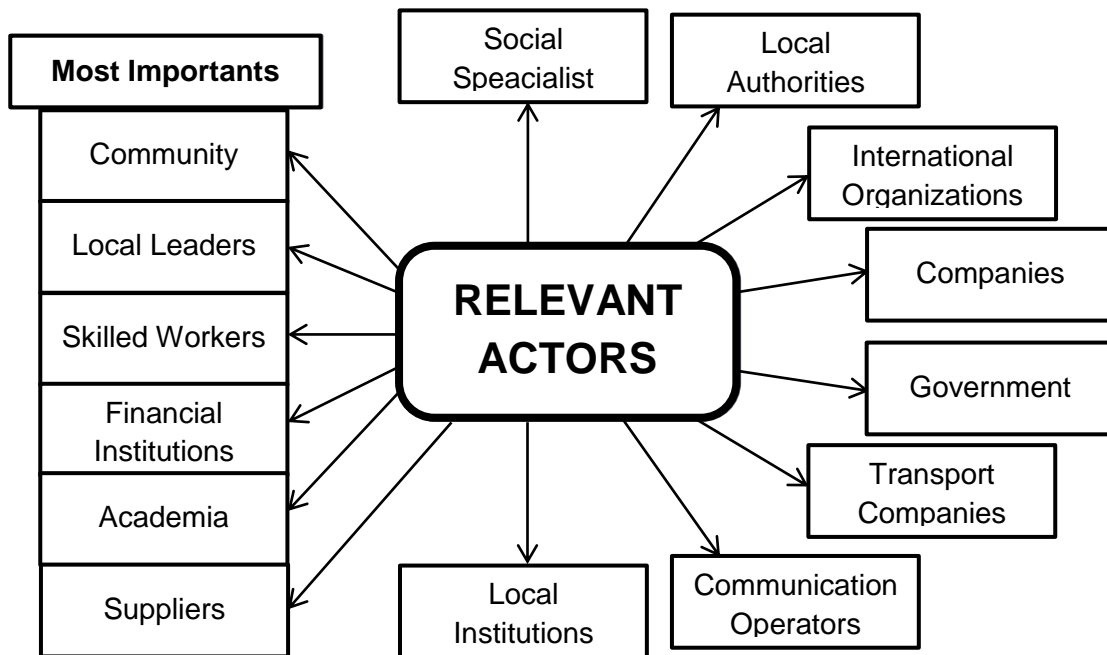 Most Importants
Community
Local Leaders
Skilled Workers
Financial
Institutions
Academia
Suppliers
Social
Speacialist
Local
Authorities
International
Organizations
Companies
Government
Transport
Companies
Communication
Operators
Local
Institutions
RELEVANT
ACTORS